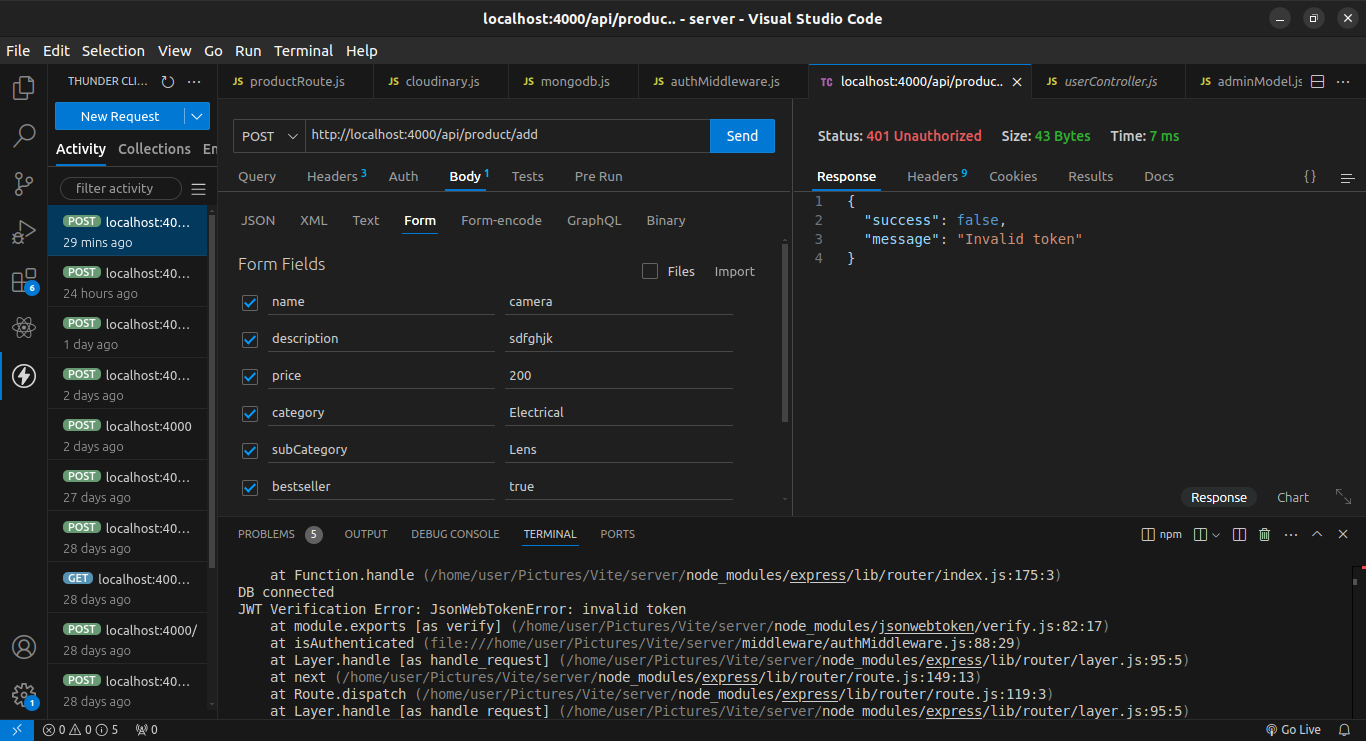 localhost:4000/api/produc.. - server - Visual Studio Code
File Edit Selection View Go Run Terminal Help
THUNDER CLI... ···
JS productRoute.js
JS cloudinary.js
JS mongodb.js
JS authMiddleware.js
TC localhost:4000/api/produc..
JS userController.js
JS adminModel.js
···
New Request
Activity Collections En
filter activity
POST localhost:40...
29 mins ago
POST localhost:40...
24 hours ago
POST localhost:40...
1 day ago
POST localhost:40...
2 days ago
POST localhost:4000
2 days ago
POST localhost:40...
27 days ago
POST localhost:40...
28 days ago
GET localhost:400...
28 days ago
POST localhost:4000/
28 days ago
POST localhost:40...
28 days ago
6
1
POST http://localhost:4000/api/product/add Send
Query Headers 3 Auth Body 1 Tests Pre Run
JSON XML Text Form Form-encode GraphQL Binary
Form Fields Files Import
name camera
description sdfghjk
price 200
category Electrical
subCategory Lens
bestseller true
Status: 401 Unauthorized Size: 43 Bytes Time: 7 ms
Response Headers 9 Cookies Results Docs {}
1 {
2 "success": false,
3 "message": "Invalid token"
4 }
Response Chart
PROBLEMS 5 OUTPUT DEBUG CONSOLE TERMINAL PORTS npm ···
at Function.handle (/home/user/Pictures/Vite/server/node_modules/express/lib/router/index.js:175:3)
DB connected
JWT Verification Error: JsonWebTokenError: invalid token
at module.exports [as verify] (/home/user/Pictures/Vite/server/node_modules/jsonwebtoken/verify.js:82:17)
at isAuthenticated (file:///home/user/Pictures/Vite/server/middleware/authMiddleware.js:88:29)
at Layer.handle [as handle_request] (/home/user/Pictures/Vite/server/node_modules/express/lib/router/layer.js:95:5)
at next (/home/user/Pictures/Vite/server/node_modules/express/lib/router/route.js:149:13)
at Route.dispatch (/home/user/Pictures/Vite/server/node_modules/express/lib/router/route.js:119:3)
at Layer.handle [as handle_request] (/home/user/Pictures/Vite/server/node_modules/express/lib/router/layer.js:95:5)
0 0 5 0 Go Live